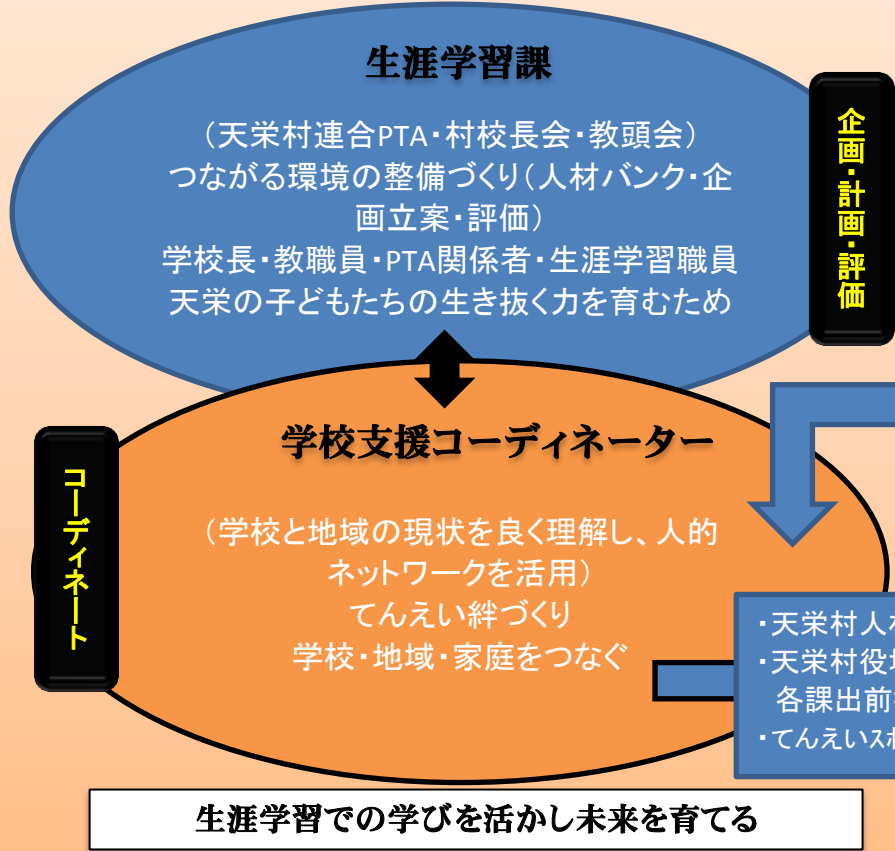 生涯学習課
（天栄村連合PTA・村校長会・教頭会）
つながる環境の整備づくり（人材バンク・企
画立案・評価）
学校長・教職員・PTA関係者・生涯学習職員
天栄の子どもたちの生き抜く力を育むため
企画・計画・評価
学校支援コーディネーター
（学校と地域の現状を良く理解し、人的
ネットワークを活用）
てんえい絆づくり
学校・地域・家庭をつなぐ
コーディネート
・天栄村人
・天栄村役
各課出前
・てんえいｽ
生涯学習での学びを活かし未来を育てる